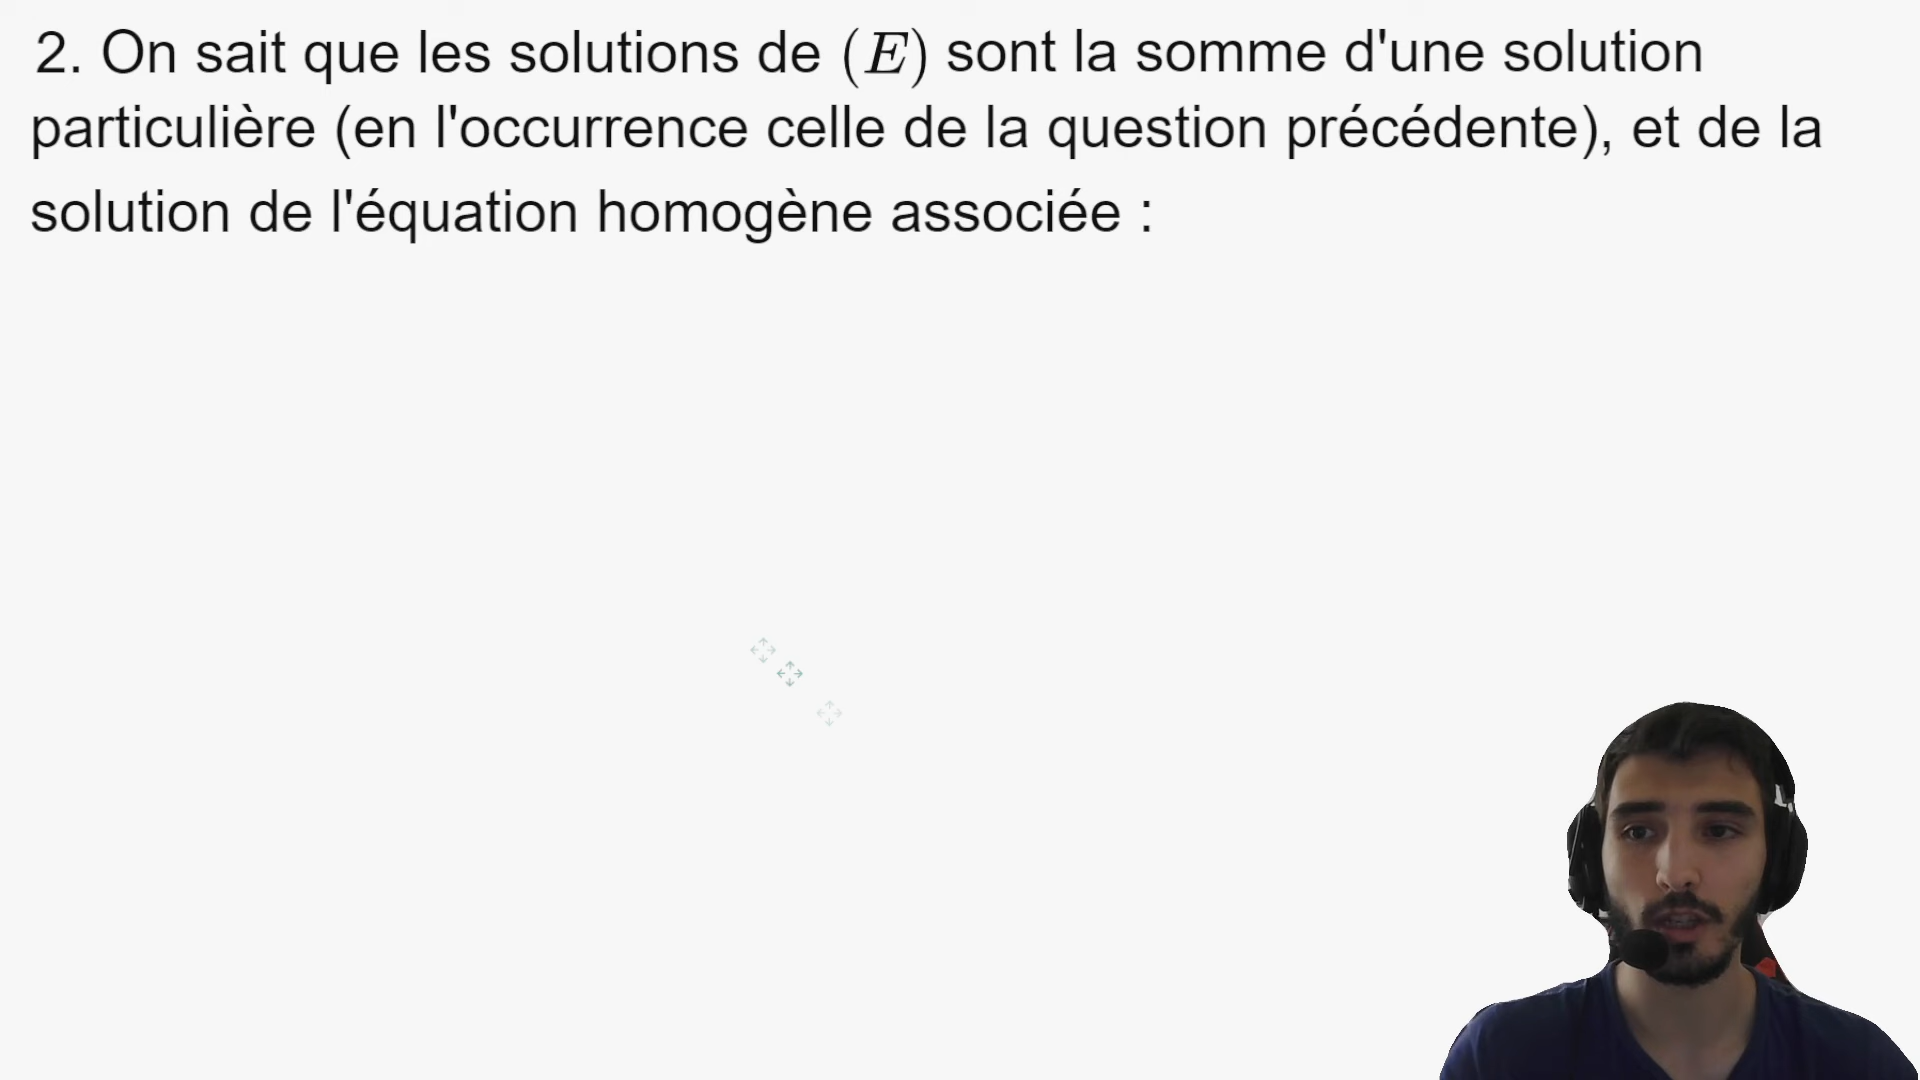 2. On sait que les solutions de (E) sont la somme d'une solution
particulière (en l'occurrence celle de la question précédente), et de la
solution de l'équation homogène associée :